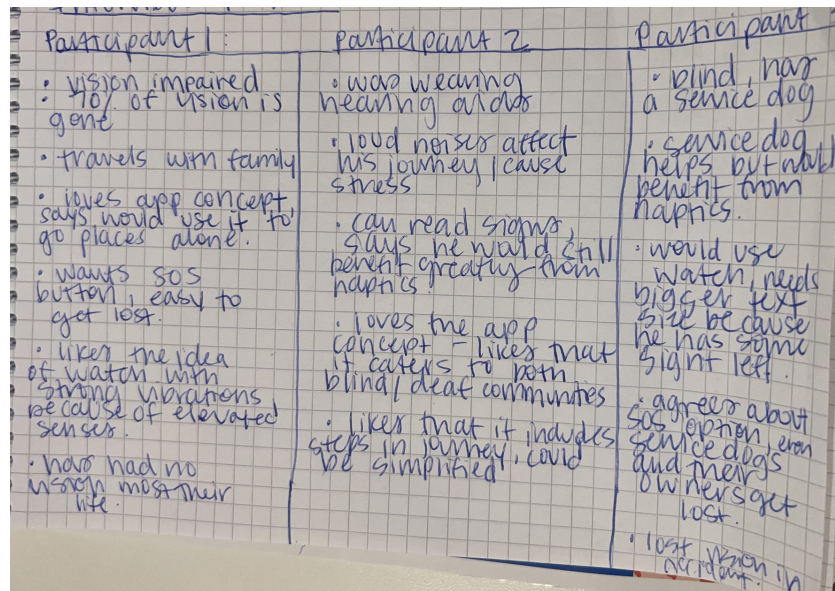 Participant 1:
• vision impaired
• 70% of vision is
gone
• travels with family
• loves app concept,
says would use it to
go places alone.
• wants SOS
button, easy to
get lost.
• likes the idea
of watch with
strong vibrations
because of elevated
senses.
• has had no
vision most their
life.
Participant 2
• was wearing
hearing aides
• loud noises affect
his journey / cause
stress
• can read signs,
says he would still
benefit greatly from
haptics.
• loves the app
concept - likes that
it caters to both
blind/deaf communities
• likes that it includes
steps in journey, could
be simplified
Participant
• blind, has
a service dog
• service dog
helps but would
benefit from
haptics.
• would use
watch, needs
bigger text
size because
he has some
sight left.
• agrees about
SOS option, even
service dogs
and their
owners get
lost.
• lost vision in
accident.